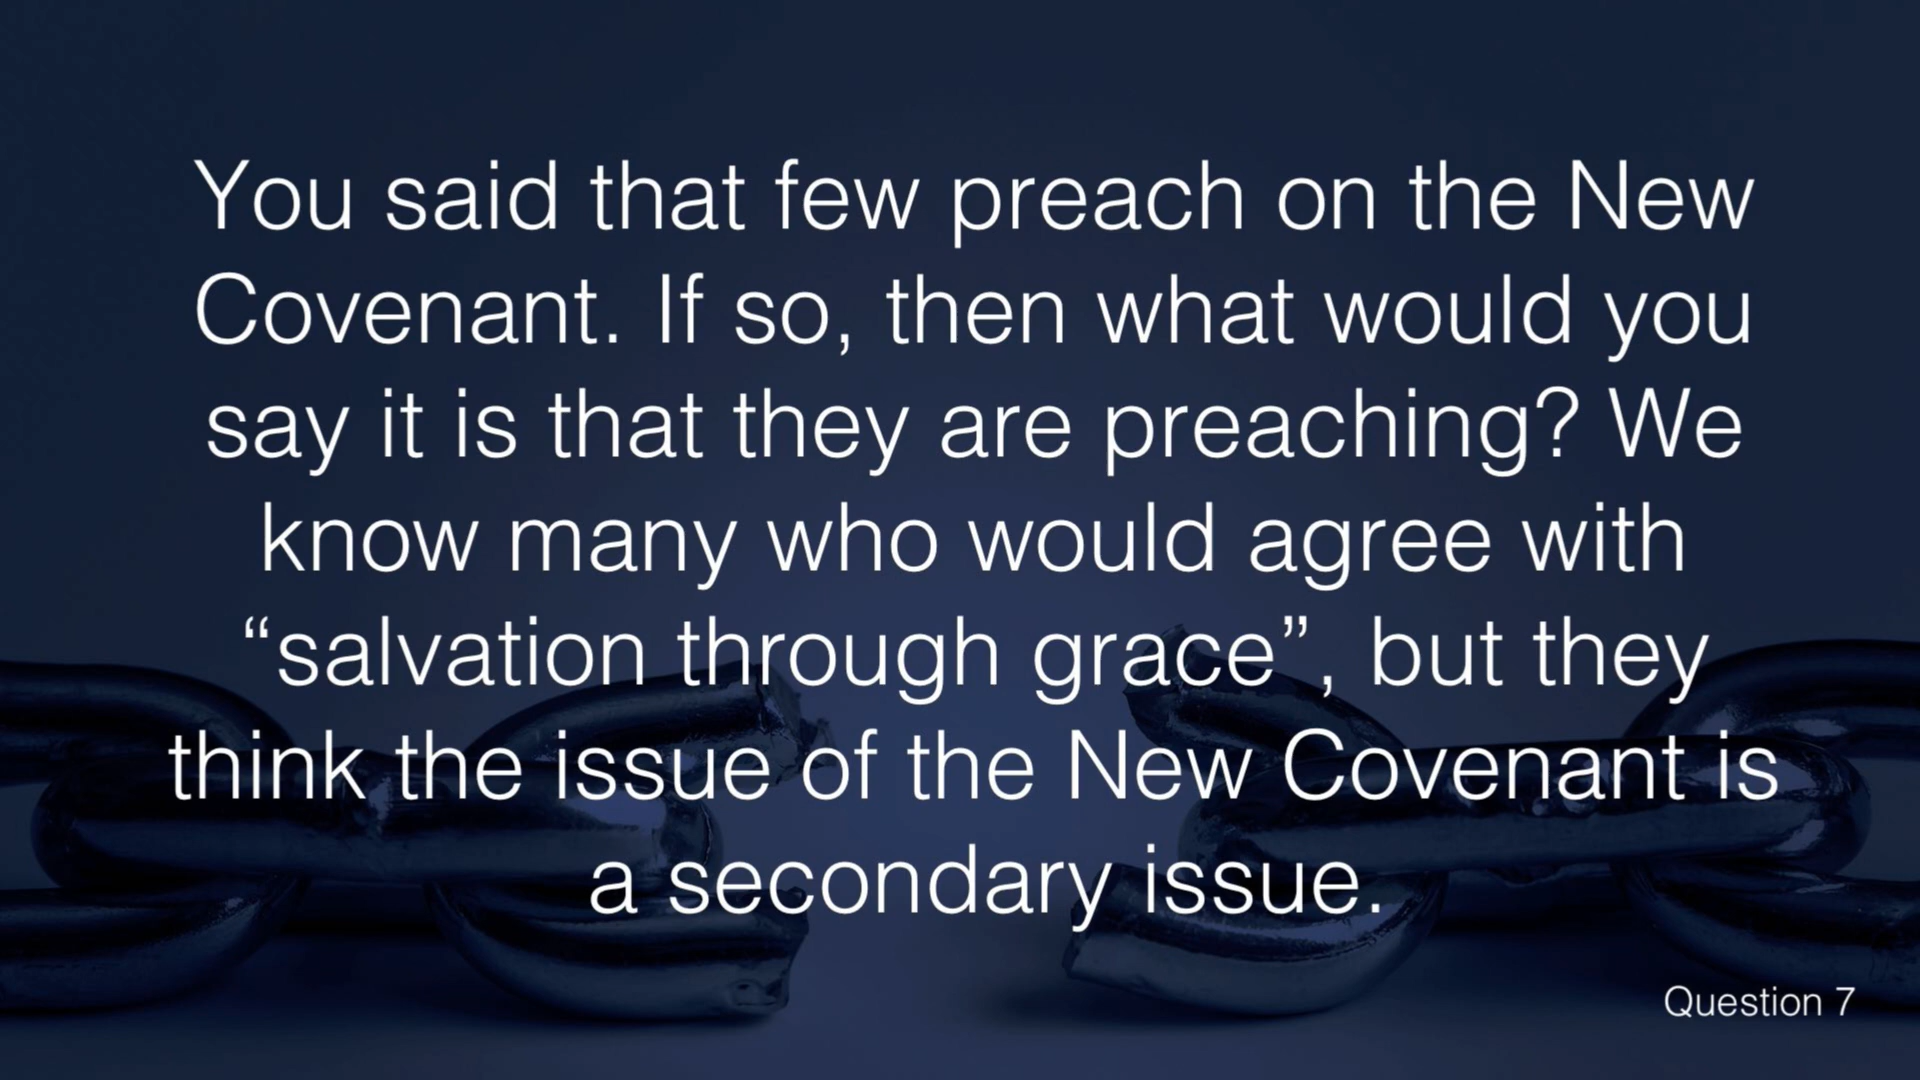 You said that few preach on the New
Covenant. If so, then what would you
say it is that they are preaching? We
know many who would agree with
“salvation through grace”, but they
think the issue of the New Covenant is
a secondary issue.
Question 7